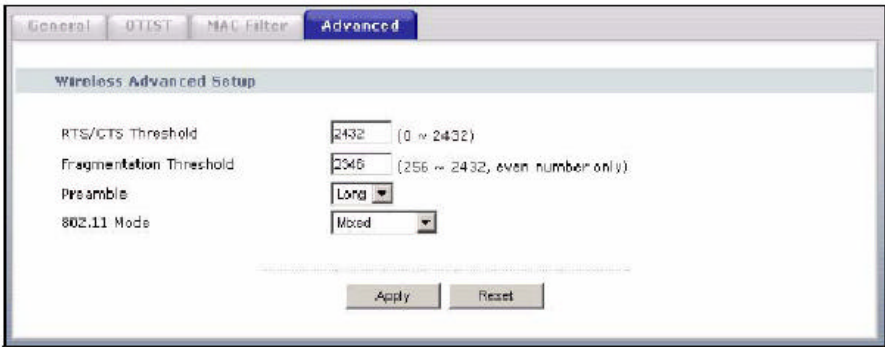 General OTIST MAC Filter Advanced
Wireless Advanced Setup
RTS/CTS Threshold 2432 (0 ~ 2432)
Fragmentation Threshold 2346 (256 ~ 2432, even number only)
Preamble Long
802.11 Mode Mixed
Apply Reset